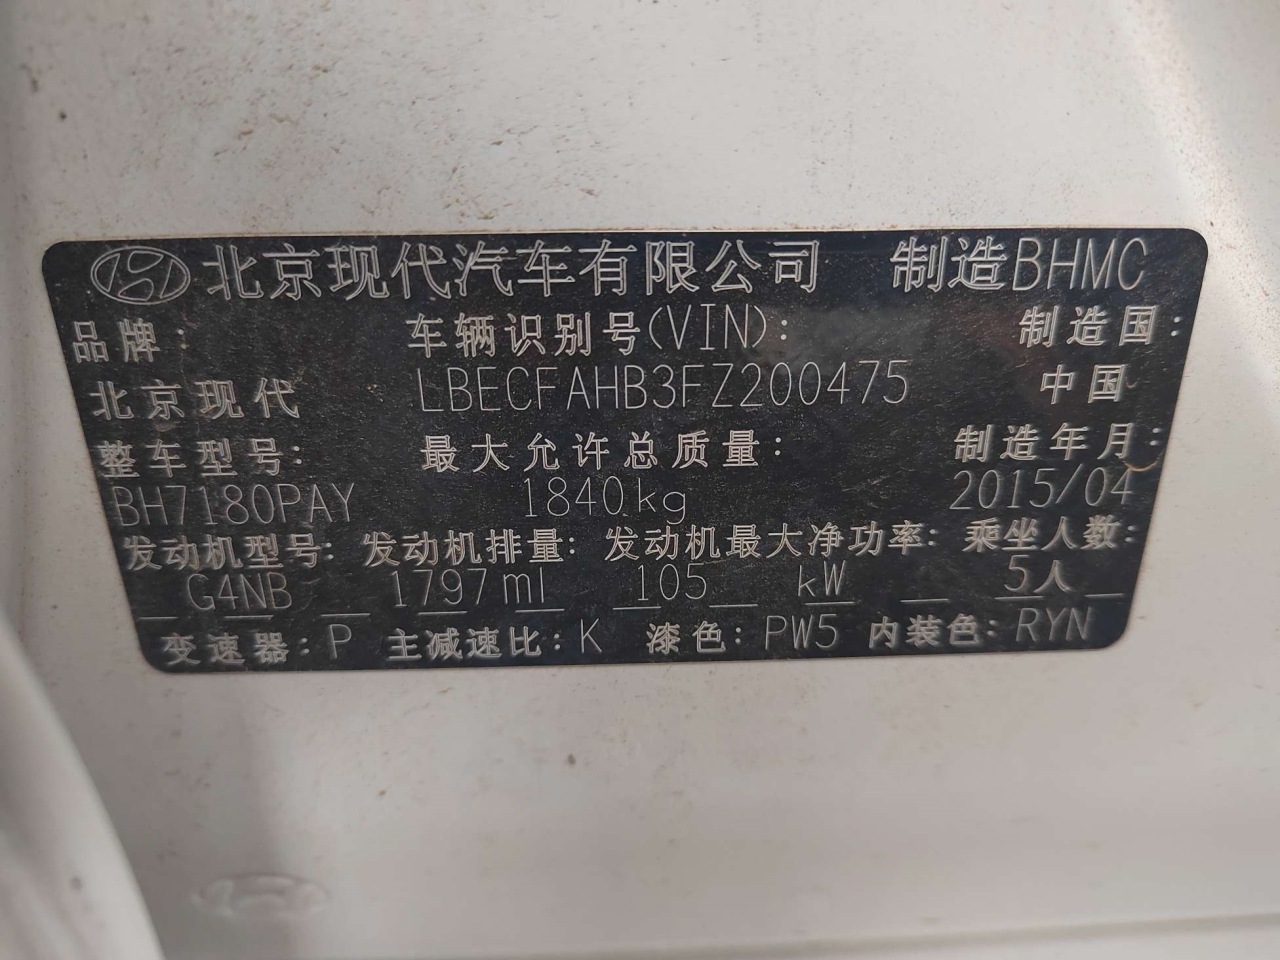 北京现代汽车有限公司 制造BHMC
品牌: 车辆识别号(VIN): 制造国:
北京现代 LBECFAHB3FZ200475 中国
整车型号: 最大允许总质量: 制造年月:
BH7180PAY 1840kg 2015/04
发动机型号: 发动机排量: 发动机最大净功率: 乘坐人数:
G4NB 1797ml 105 kW 5人
变速器: P 主减速比: K 漆色: PW5 内装色: RYN